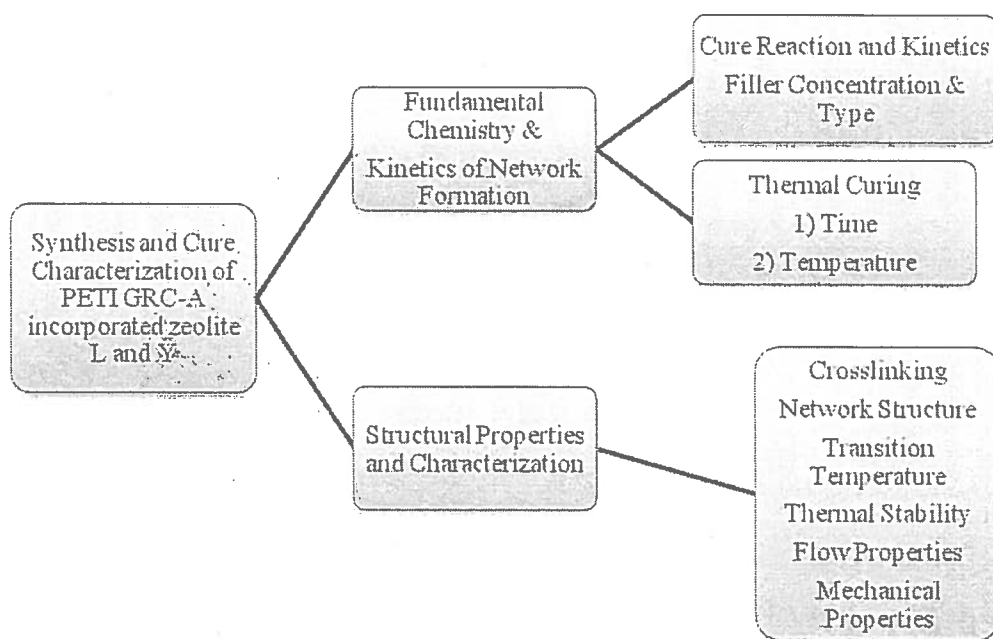 Synthesis and Cure
Characterization of
PETI GRC-A
incorporated zeolite
L and Y
Fundamental
Chemistry &
Kinetics of Network
Formation
Cure Reaction and Kinetics
Filler Concentration &
Type
Thermal Curing
1) Time
2) Temperature
Structural Properties
and Characterization
Crosslinking
Network Structure
Transition
Temperature
Thermal Stability
Flow Properties
Mechanical
Properties